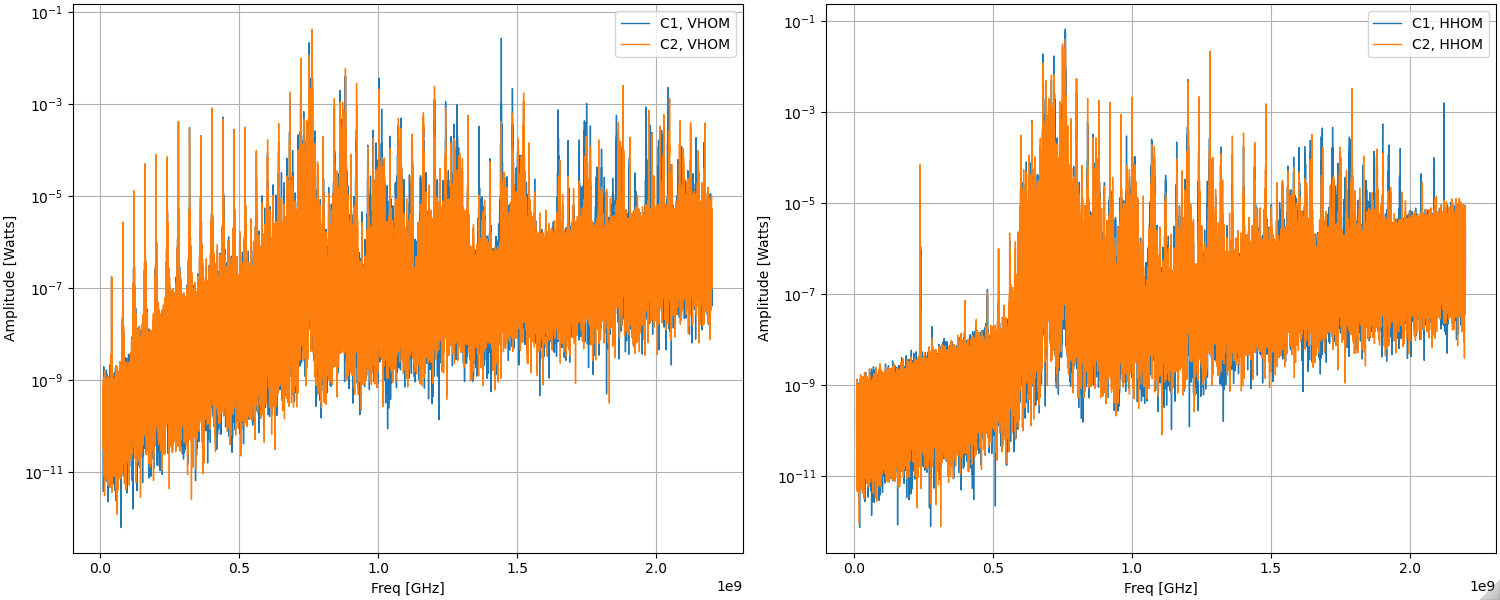 C1, VHOM
C2, VHOM
10⁻¹
10⁻³
10⁻⁵
10⁻⁷
10⁻⁹
10⁻¹¹
Amplitude [Watts]
0.0 0.5 1.0 1.5 2.0
1e9
Freq [GHz]
C1, HHOM
C2, HHOM
10⁻¹
10⁻³
10⁻⁵
10⁻⁷
10⁻⁹
10⁻¹¹
Amplitude [Watts]
0.0 0.5 1.0 1.5 2.0
1e9
Freq [GHz]